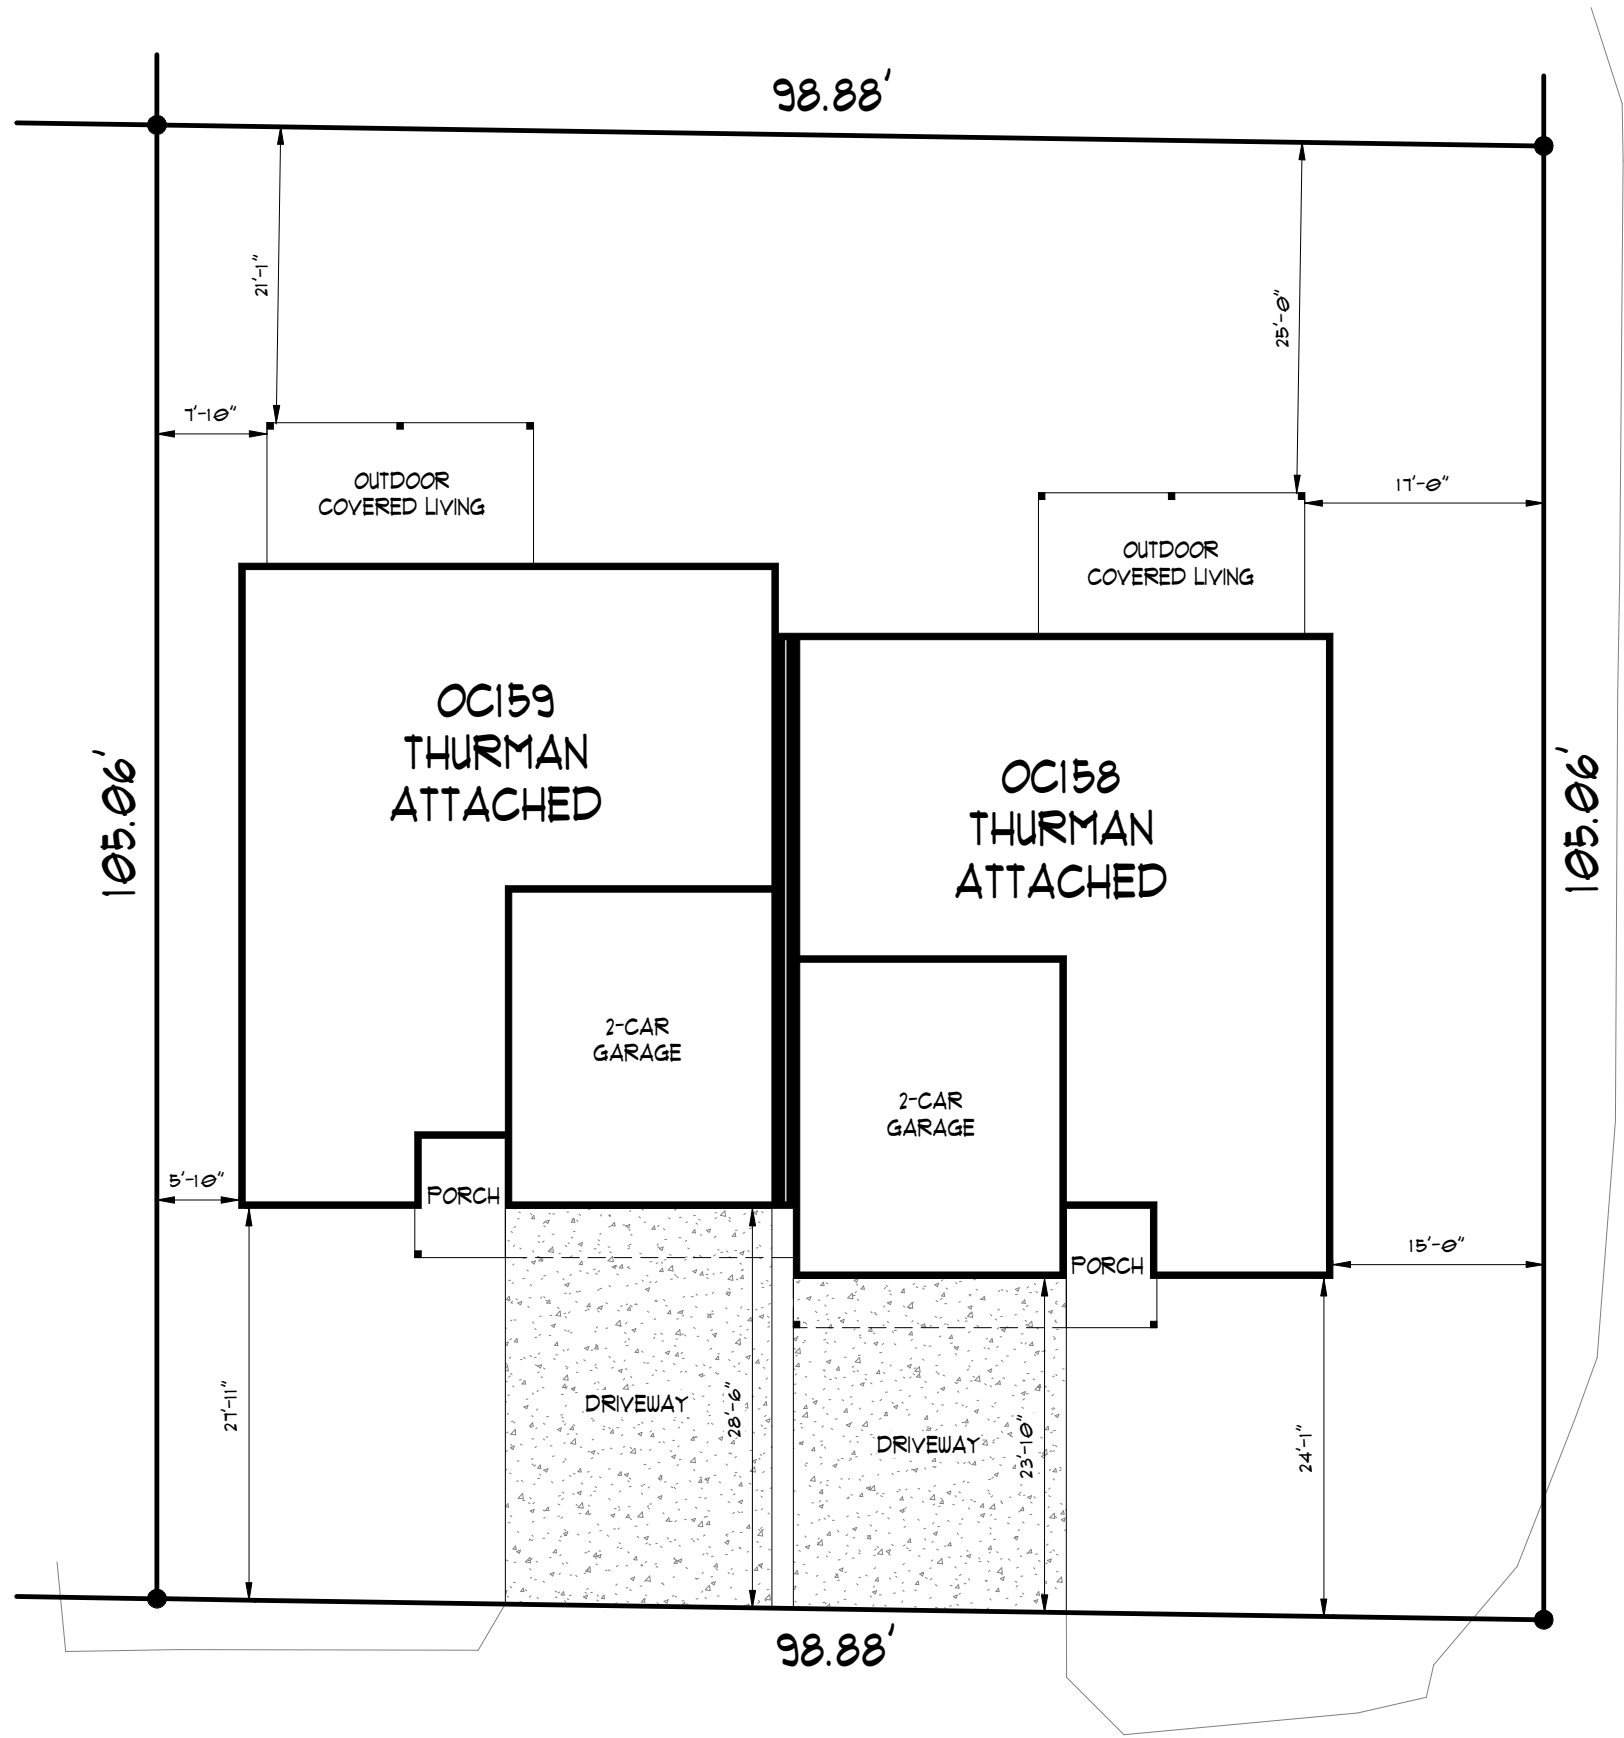 98.88'
21'-1"
25'-0"
7'-10"
17'-0"
OUTDOOR
COVERED LIVING
OUTDOOR
COVERED LIVING
OC159
THURMAN
ATTACHED
OC158
THURMAN
ATTACHED
105.06'
105.06'
2-CAR
GARAGE
2-CAR
GARAGE
5'-10"
PORCH
PORCH
15'-0"
27'-11"
DRIVEWAY
28'-6"
DRIVEWAY
23'-10"
24'-1"
98.88'